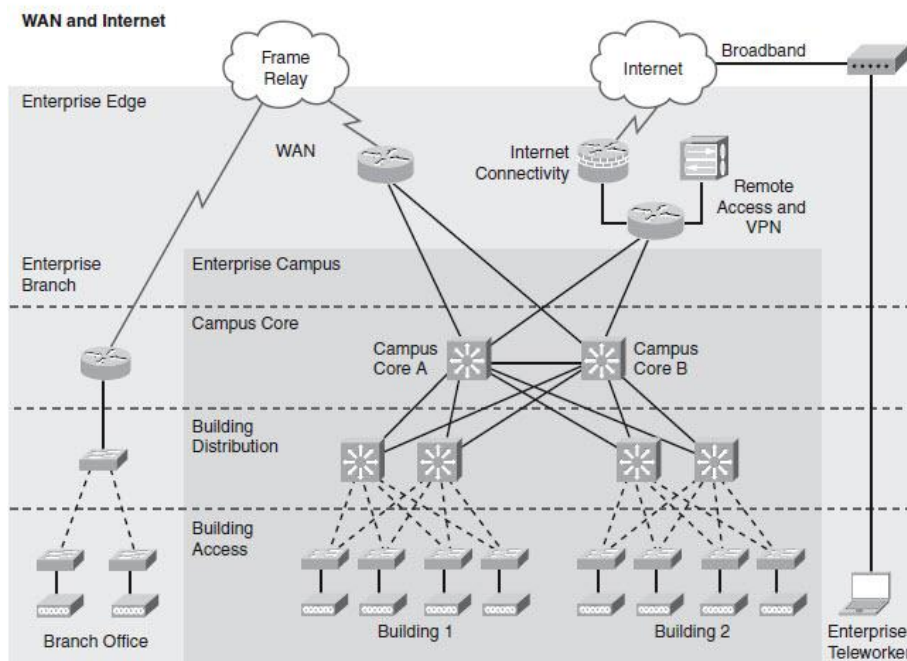 WAN and Internet
Frame
Relay
Internet
Broadband
Enterprise Edge
WAN
Internet
Connectivity
Remote
Access and
VPN
Enterprise
Branch
Enterprise Campus
Campus Core
Campus
Core A
Campus
Core B
Building
Distribution
Building
Access
Branch Office
Building 1
Building 2
Enterprise
Teleworker